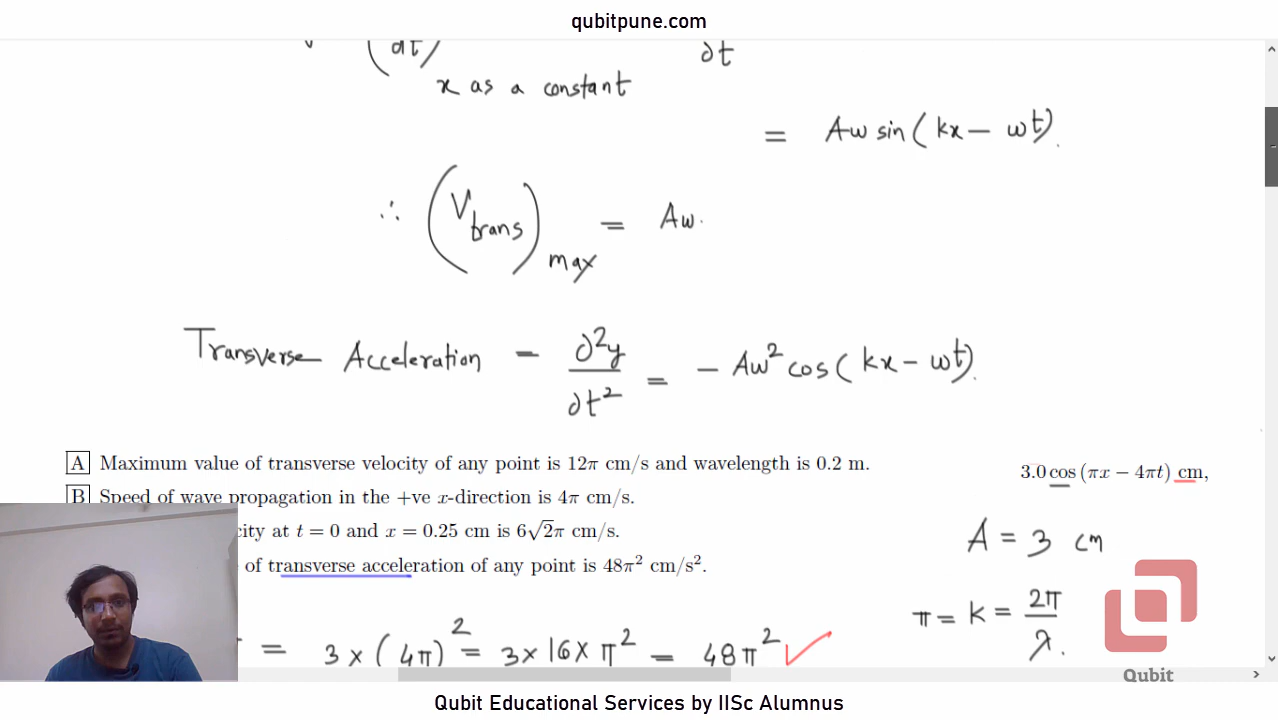 qubitpune.com
∂t
x as a constant
= Aω sin(kx − ωt).
∴ (V trans) max = Aω.
Transverse Acceleration − ∂²y / ∂t² = − Aω² cos(kx − ωt).
A Maximum value of transverse velocity of any point is 12π cm/s and wavelength is 0.2 m.
3.0 cos (πx − 4πt) cm,
B Speed of wave propagation in the +ve x-direction is 4π cm/s.
city at t = 0 and x = 0.25 cm is 6√2π cm/s.
A = 3 cm
of transverse acceleration of any point is 48π² cm/s².
π = k = 2π / λ.
= 3 × (4π)² = 3 × 16 × π² = 48π² ✓
Qubit
Qubit Educational Services by IISc Alumnus